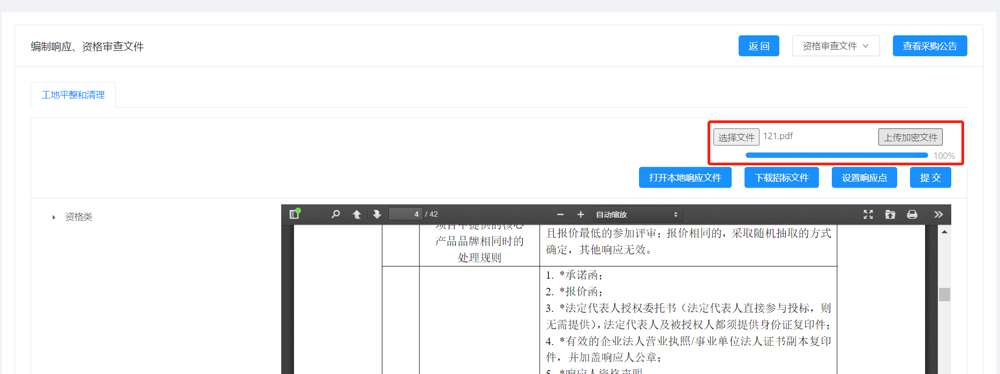 编制响应、资格审查文件
返 回
资格审查文件
查看采购公告
工地平整和清理
选择文件 121.pdf
上传加密文件
100%
打开本地响应文件
下载招标文件
设置响应点
提 交
资格类
4 / 42
自动缩放
项目中提供的核心
产品品牌相同时的
处理规则
且报价最低的参加评审；报价相同的，采取随机抽取的方式
确定，其他响应无效。
1. *承诺函；
2. *报价函；
3. *法定代表人授权委托书（法定代表人直接参与投标，则
无需提供），法定代表人及被授权人都须提供身份证复印件；
4. *有效的企业法人营业执照/事业单位法人证书副本复印
件，并加盖响应人公章；
5. *响应人资格声明